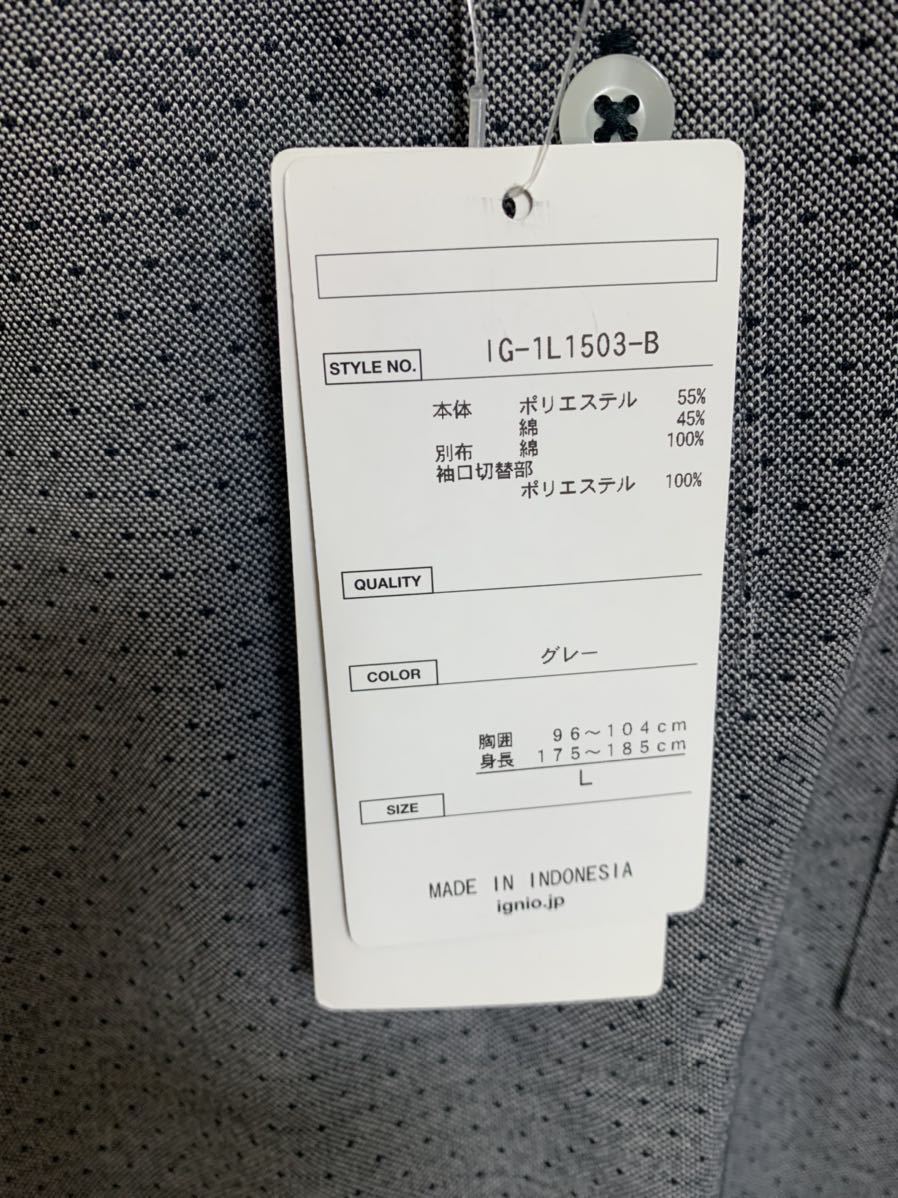 STYLE NO. IG-1L1503-B
本体 ポリエステル 55%
綿 45%
別布 綿 100%
袖口切替部
ポリエステル 100%
QUALITY
COLOR グレー
胸囲 96～104cm
身長 175～185cm
L
SIZE
MADE IN INDONESIA
ignio.jp